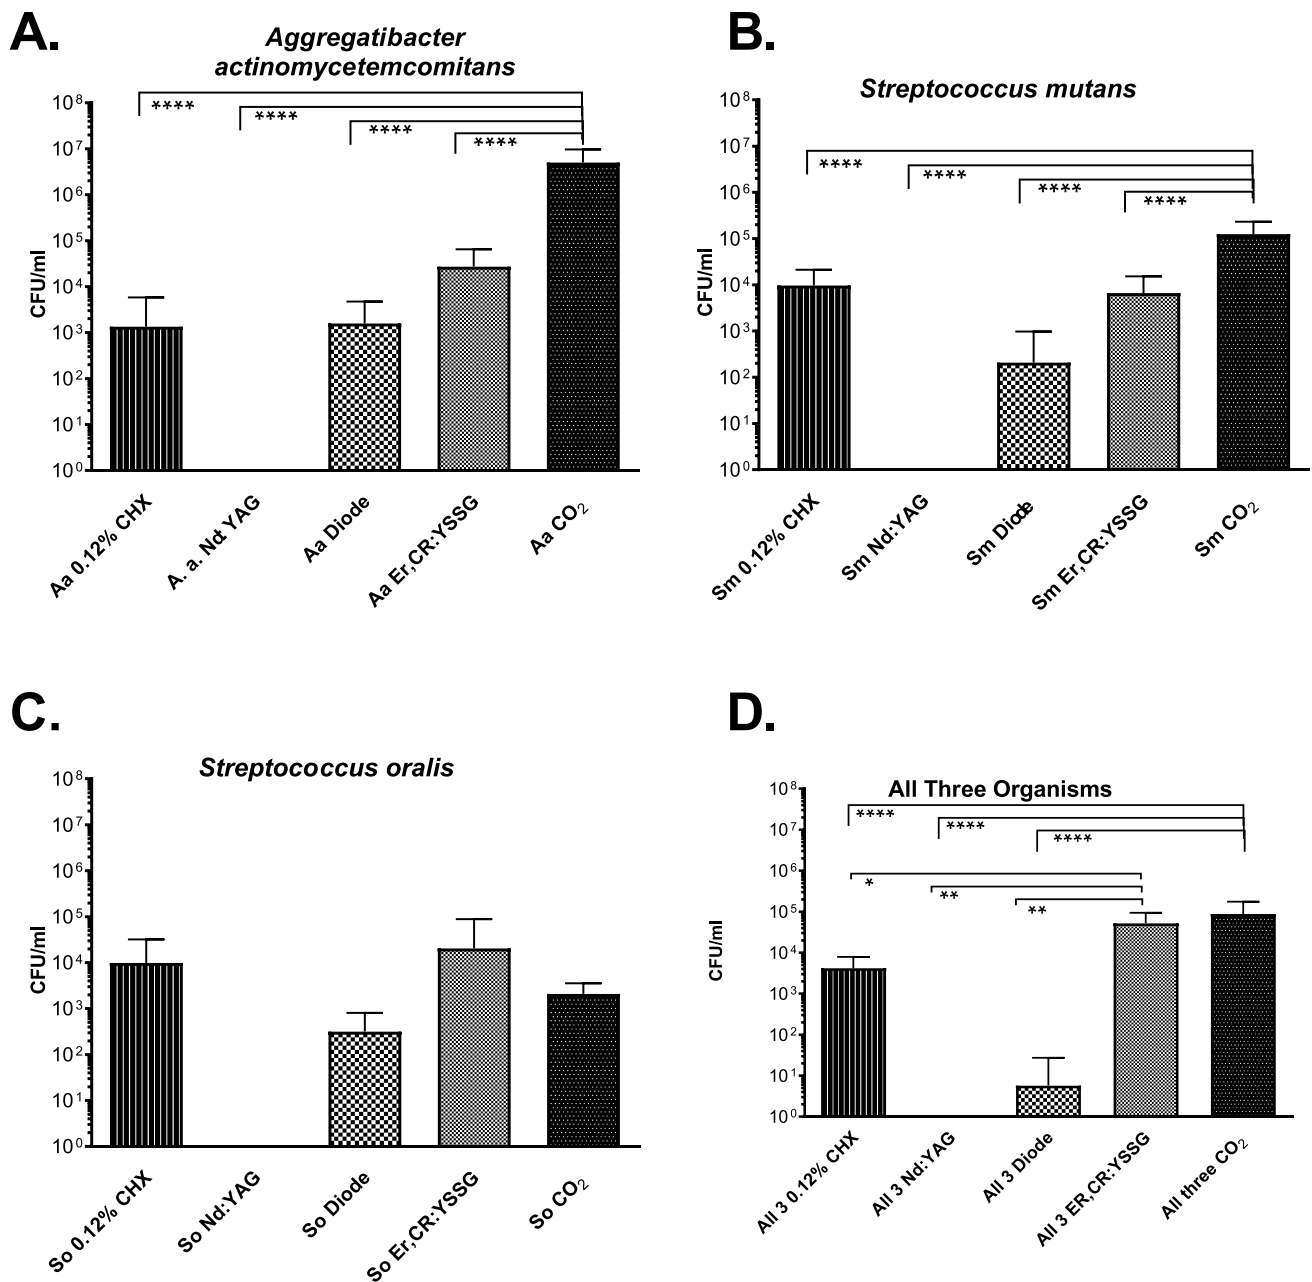 A.
Aggregatibacter
actinomycetemcomitans
****
****
****
****
10⁸
10⁷
10⁶
10⁵
10⁴
10³
10²
10¹
10⁰
CFU/ml
Aa 0.12% CHX
A. a. Nd: YAG
Aa Diode
Aa Er,CR:YSSG
Aa CO₂
B.
Streptococcus mutans
****
****
****
****
10⁸
10⁷
10⁶
10⁵
10⁴
10³
10²
10¹
10⁰
CFU/ml
Sm 0.12% CHX
Sm Nd:YAG
Sm Diode
Sm Er,CR:YSSG
Sm CO₂
C.
Streptococcus oralis
10⁸
10⁷
10⁶
10⁵
10⁴
10³
10²
10¹
10⁰
CFU/ml
So 0.12% CHX
So Nd:YAG
So Diode
So Er,CR:YSSG
So CO₂
D.
All Three Organisms
****
****
****
*
**
**
10⁸
10⁷
10⁶
10⁵
10⁴
10³
10²
10¹
10⁰
CFU/ml
All 3 0.12% CHX
All 3 Nd:YAG
All 3 Diode
All 3 ER,CR:YSSG
All three CO₂